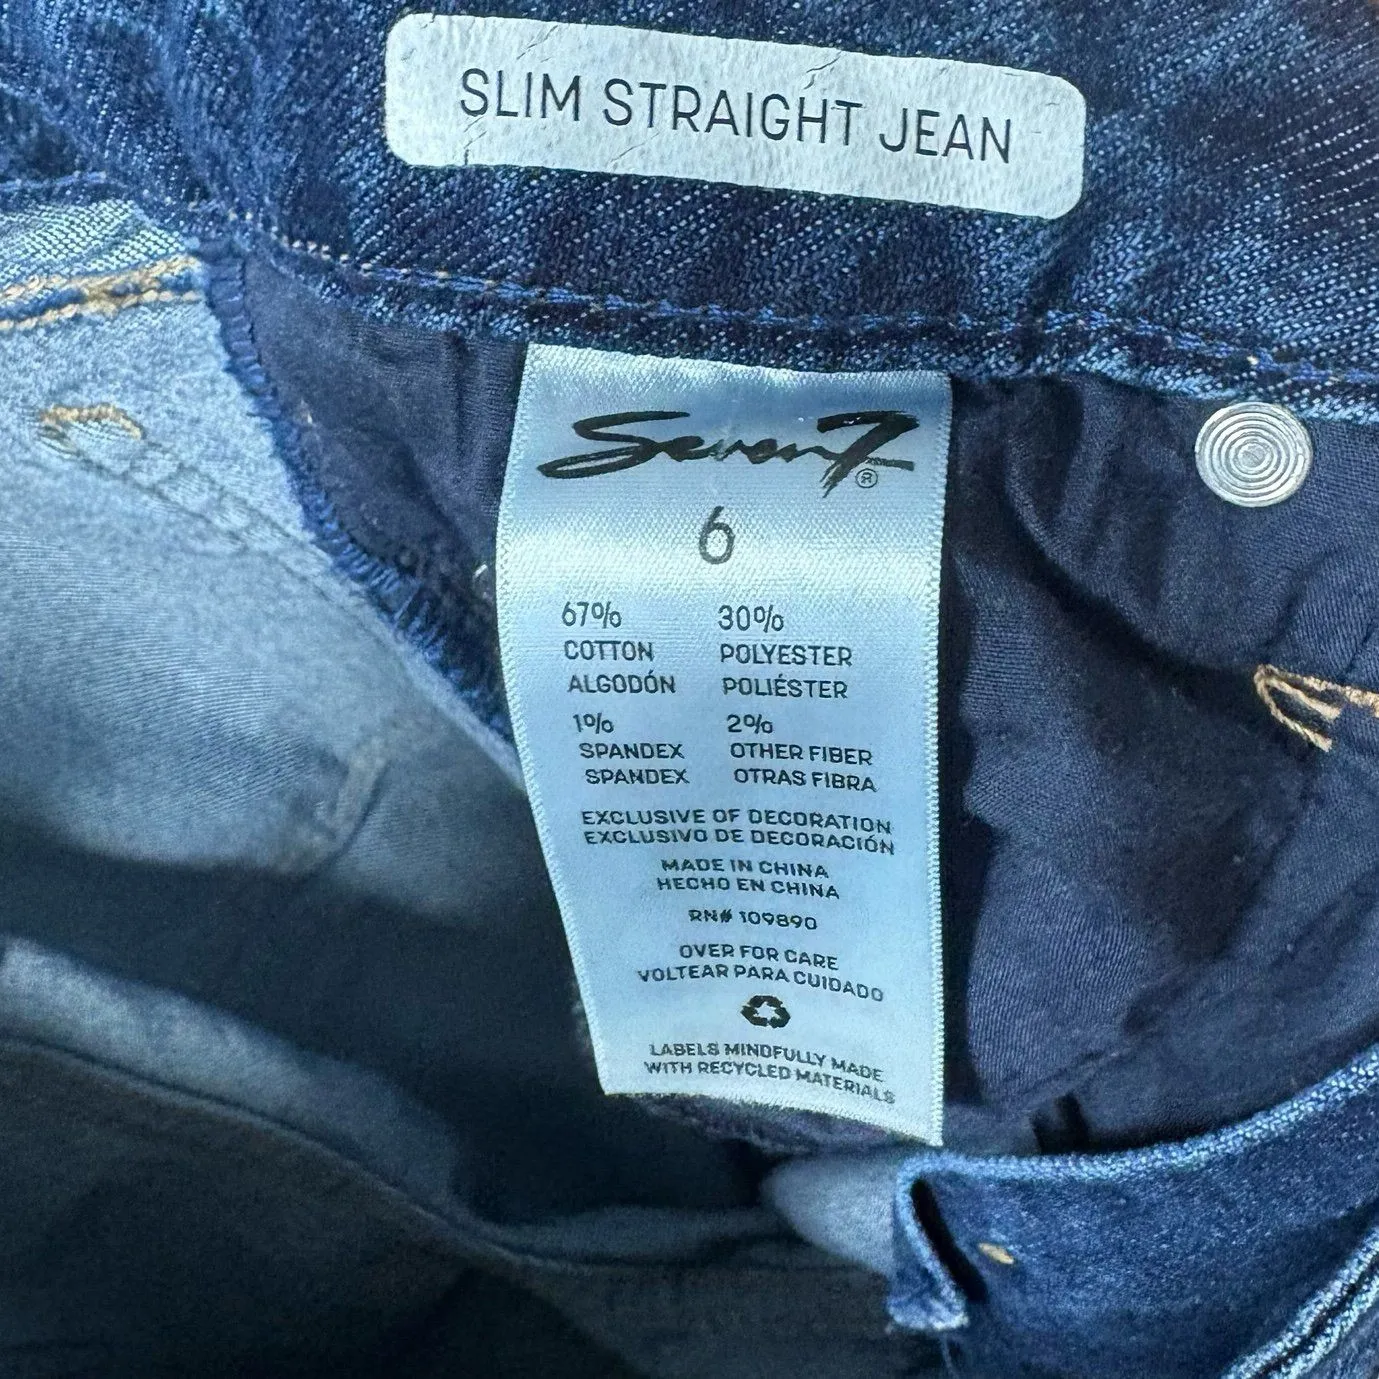 SLIM STRAIGHT JEAN
Seven7®
6
67% 30%
COTTON POLYESTER
ALGODÓN POLIÉSTER
1% 2%
SPANDEX OTHER FIBER
SPANDEX OTRAS FIBRA
EXCLUSIVE OF DECORATION
EXCLUSIVO DE DECORACIÓN
MADE IN CHINA
HECHO EN CHINA
RN# 109890
OVER FOR CARE
VOLTEAR PARA CUIDADO
LABELS MINDFULLY MADE
WITH RECYCLED MATERIALS